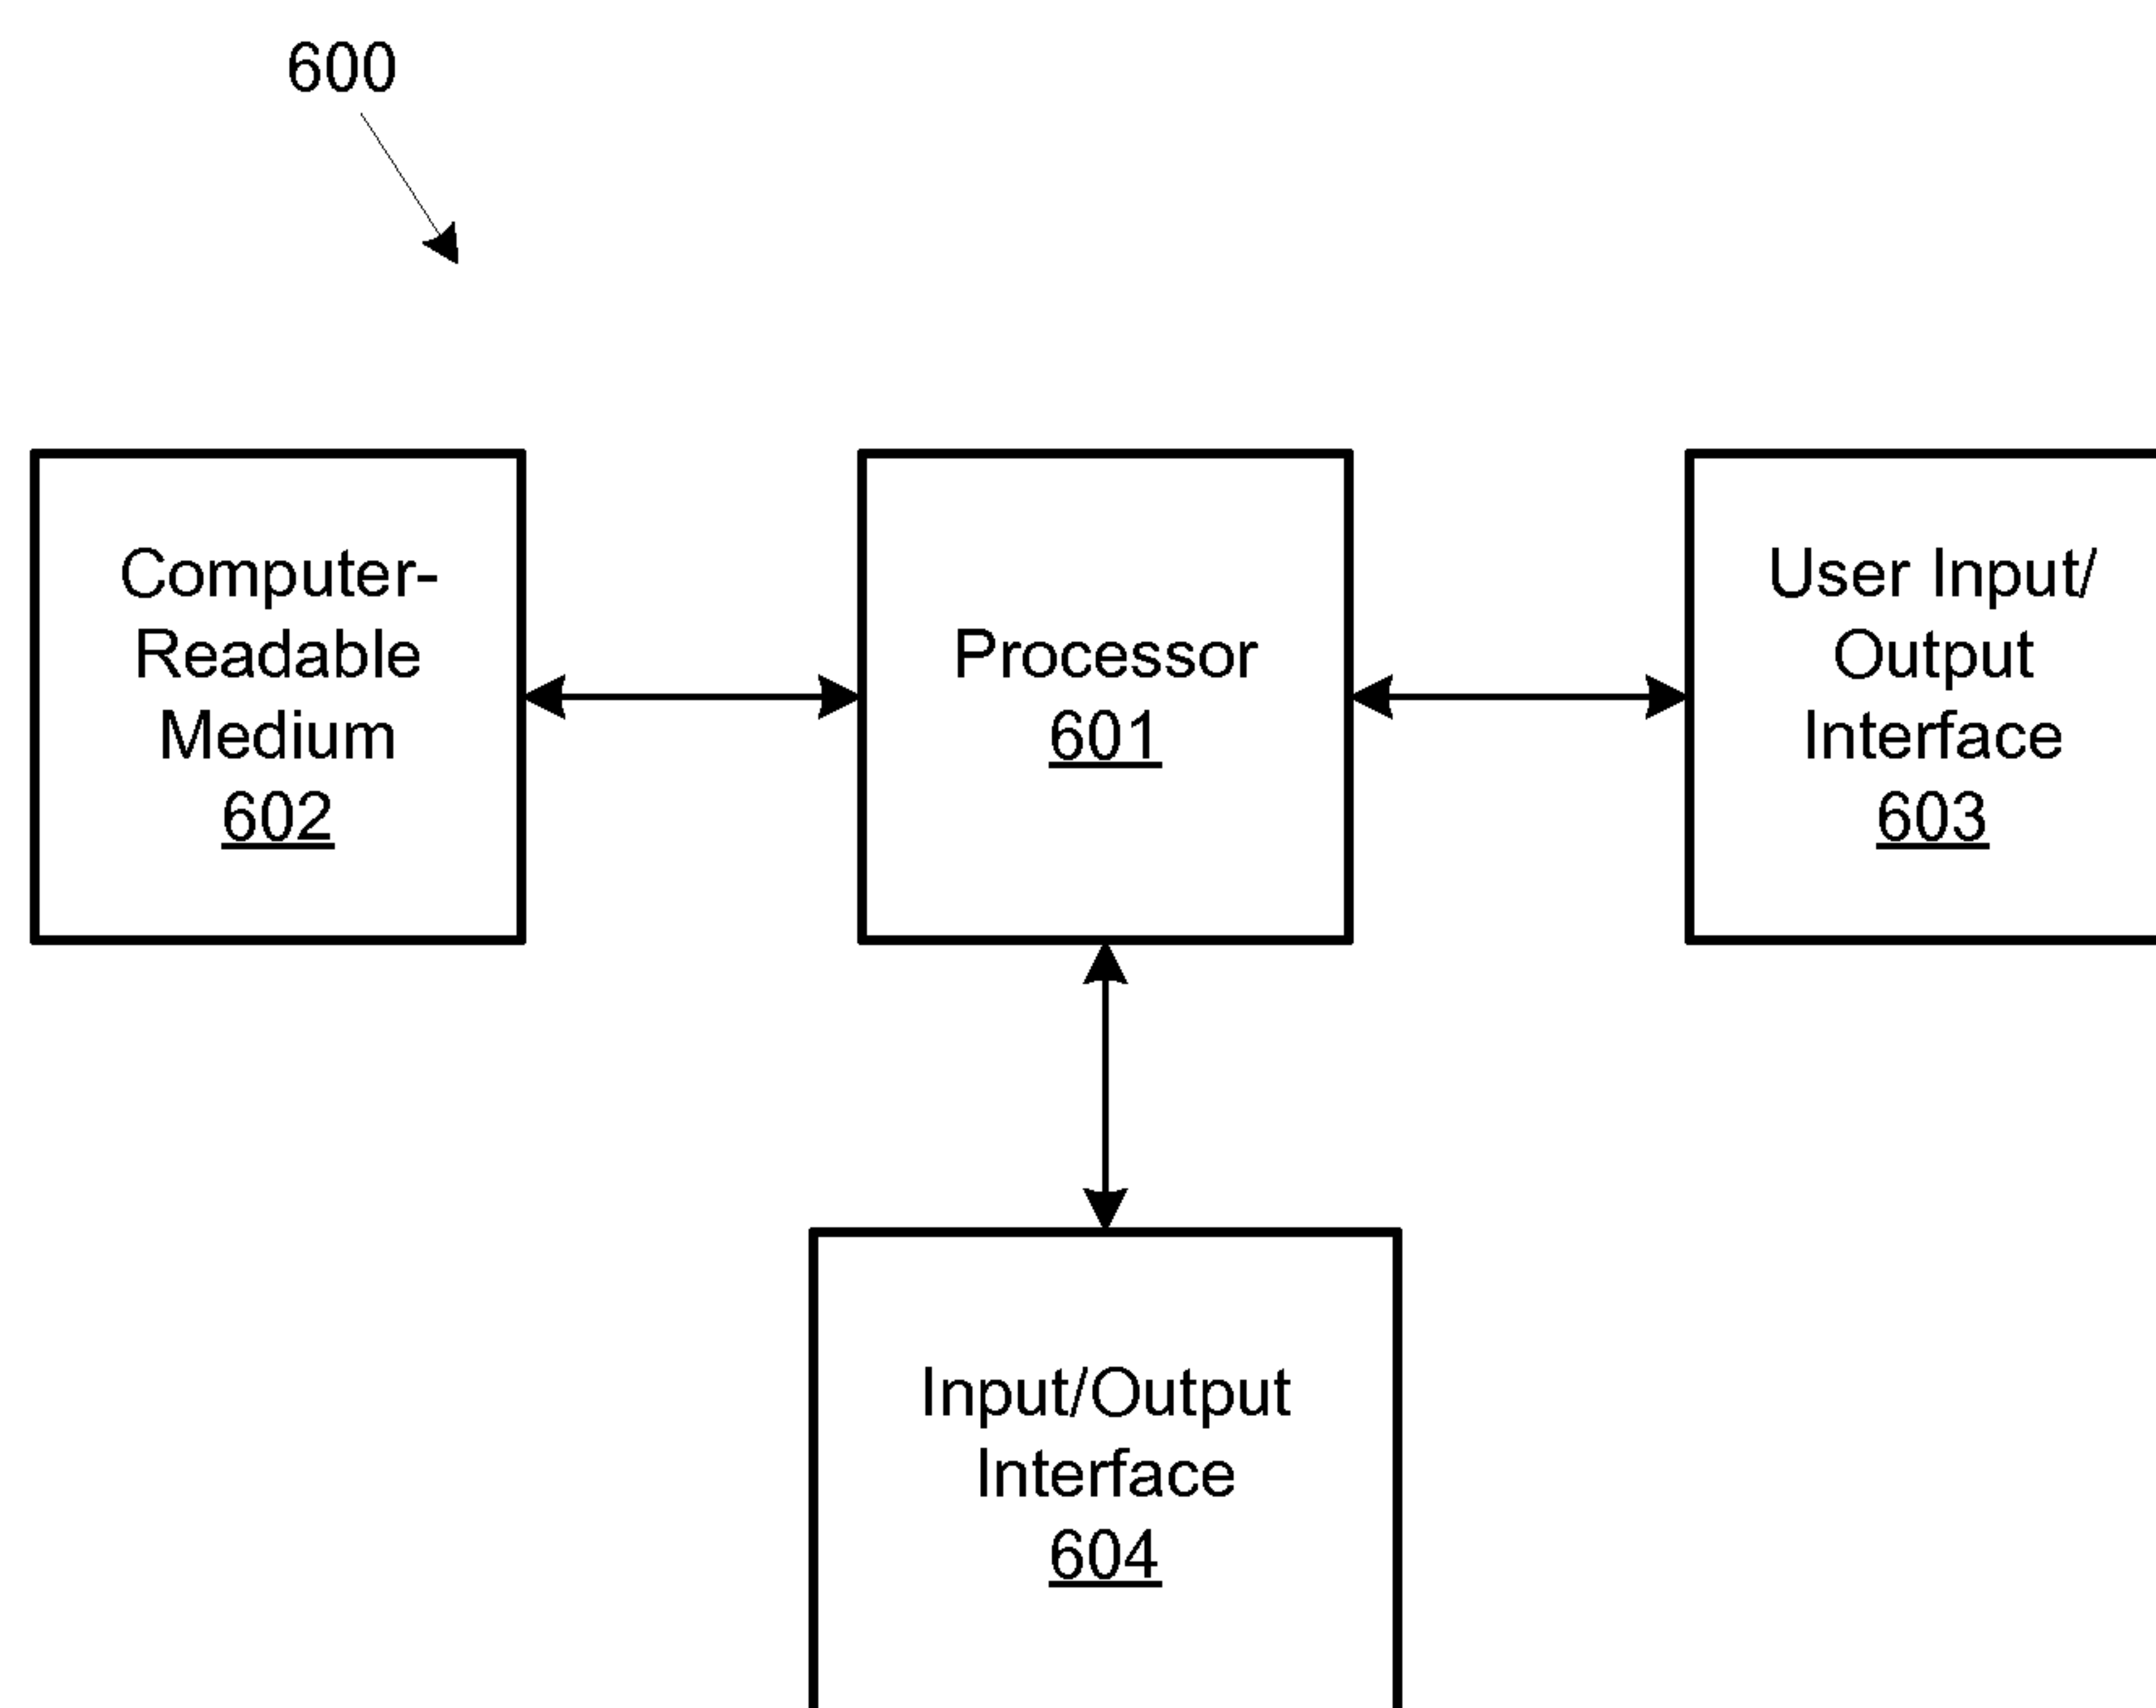 600
Computer-
Readable
Medium
602
Processor
601
User Input/
Output
Interface
603
Input/Output
Interface
604